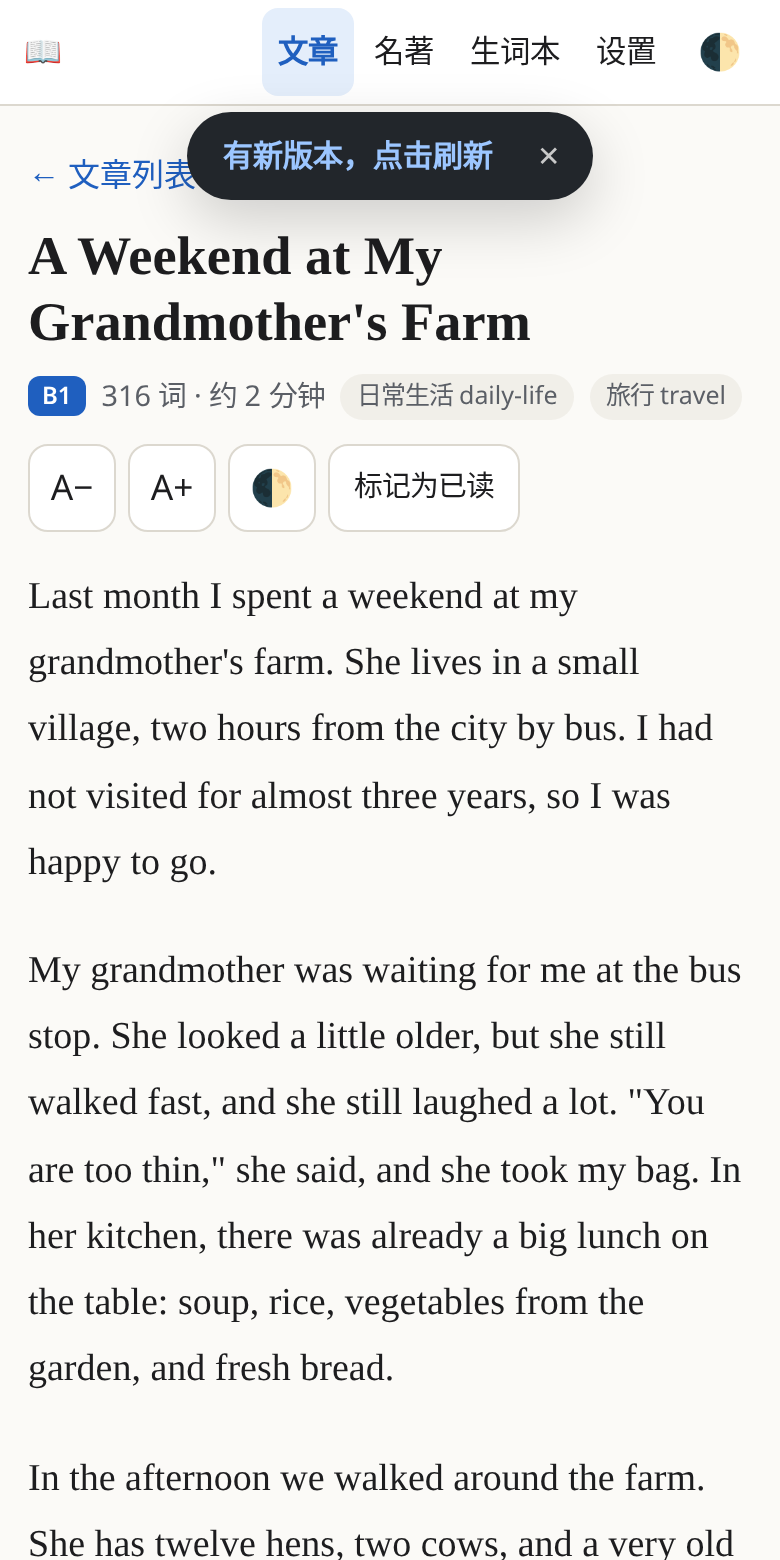 文章 名著 生词本 设置
有新版本，点击刷新 ✕
← 文章列表
A Weekend at My
Grandmother's Farm
B1 316 词 · 约 2 分钟 日常生活 daily-life 旅行 travel
A− A+ 标记为已读
Last month I spent a weekend at my
grandmother's farm. She lives in a small
village, two hours from the city by bus. I had
not visited for almost three years, so I was
happy to go.
My grandmother was waiting for me at the bus
stop. She looked a little older, but she still
walked fast, and she still laughed a lot. "You
are too thin," she said, and she took my bag. In
her kitchen, there was already a big lunch on
the table: soup, rice, vegetables from the
garden, and fresh bread.
In the afternoon we walked around the farm.
She has twelve hens, two cows, and a very old